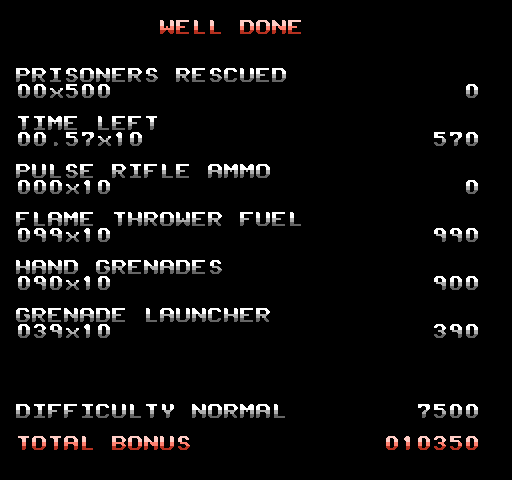 WELL DONE
PRISONERS RESCUED
00x500 0
TIME LEFT
00.57x10 570
PULSE RIFLE AMMO
000x10 0
FLAME THROWER FUEL
099x10 990
HAND GRENADES
090x10 900
GRENADE LAUNCHER
039x10 390
DIFFICULTY NORMAL 7500
TOTAL BONUS 010350